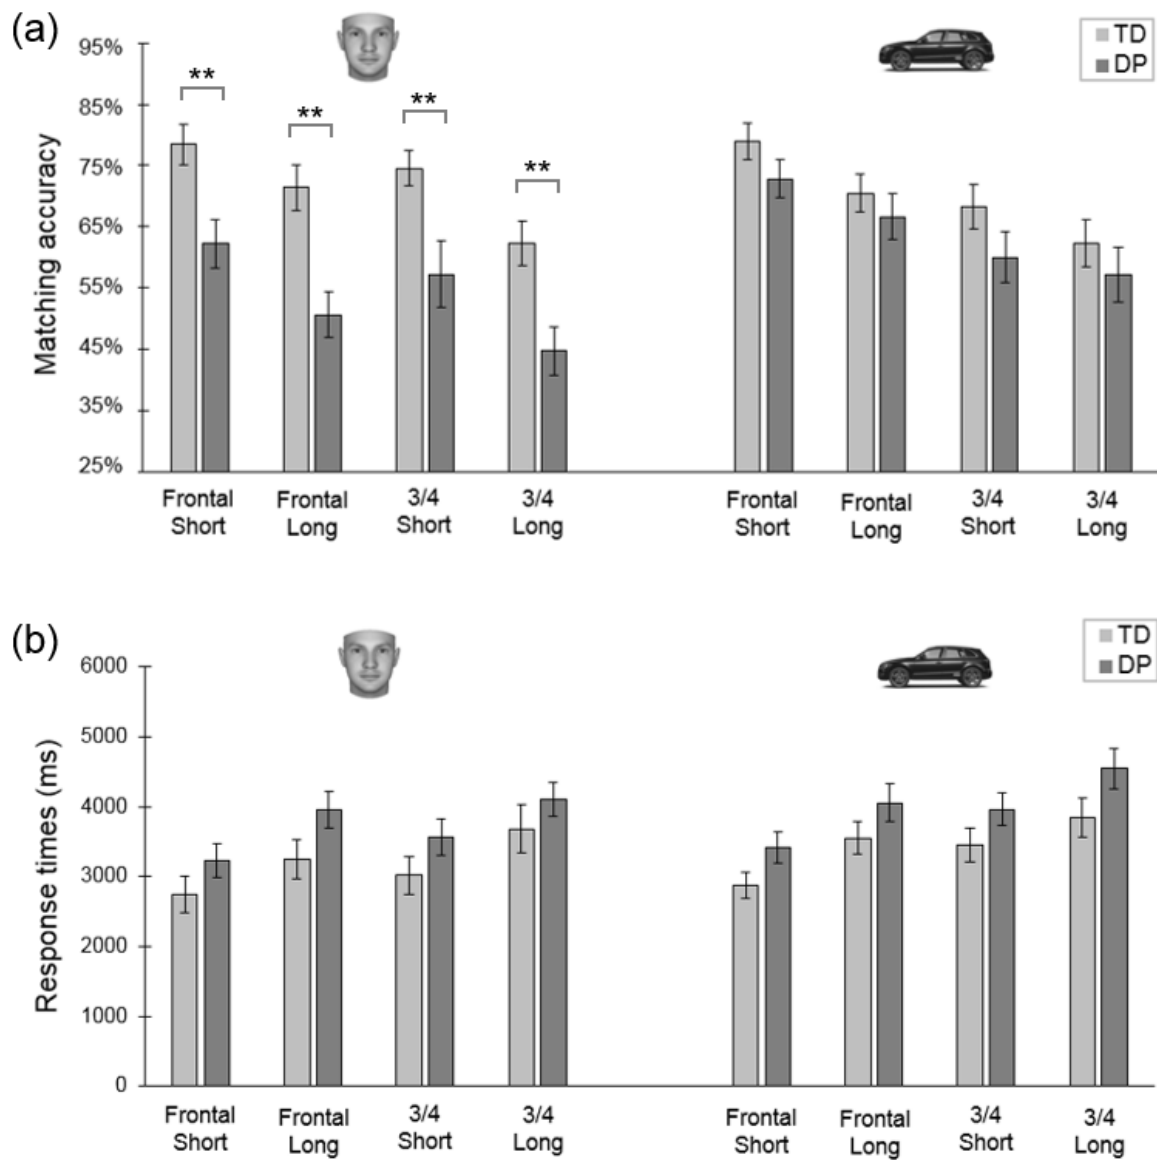 (a)
TD
DP
Matching accuracy
95%
85%
75%
65%
55%
45%
35%
25%
**
**
**
**
Frontal
Short
Frontal
Long
3/4
Short
3/4
Long
Frontal
Short
Frontal
Long
3/4
Short
3/4
Long
(b)
TD
DP
Response times (ms)
6000
5000
4000
3000
2000
1000
0
Frontal
Short
Frontal
Long
3/4
Short
3/4
Long
Frontal
Short
Frontal
Long
3/4
Short
3/4
Long